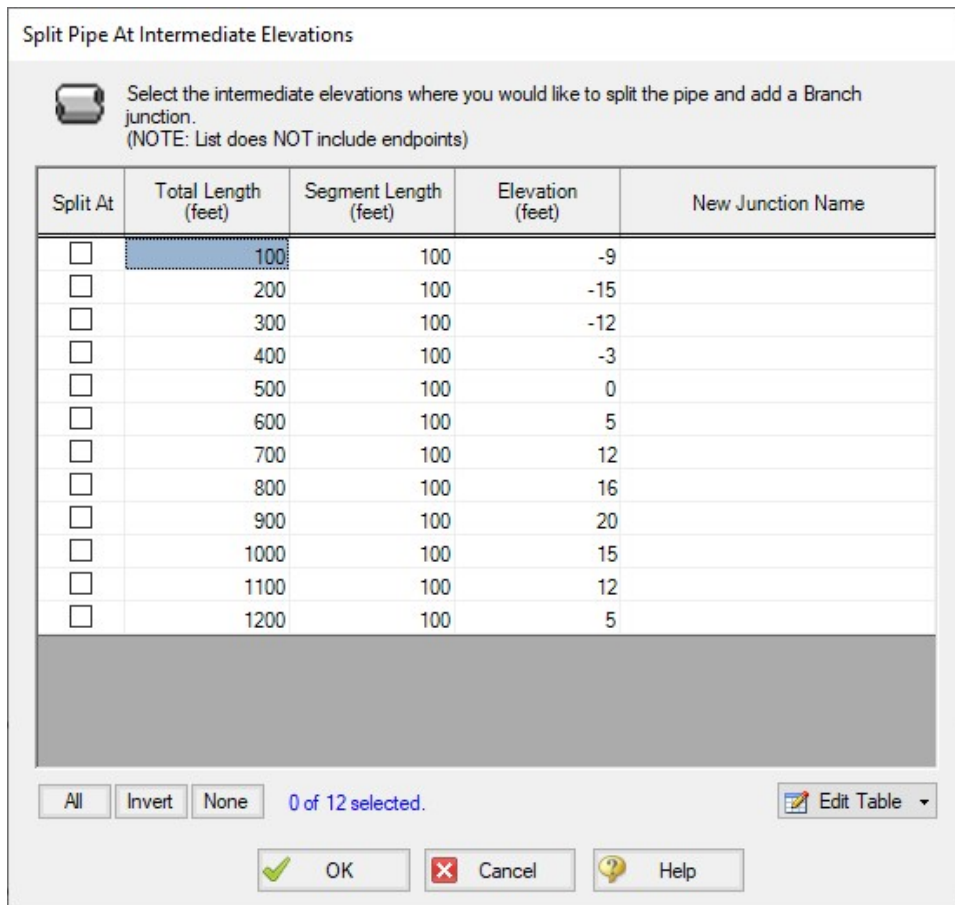 Split Pipe At Intermediate Elevations
Select the intermediate elevations where you would like to split the pipe and add a Branch
junction.
(NOTE: List does NOT include endpoints)
Split At Total Length (feet) Segment Length (feet) Elevation (feet) New Junction Name
100 100 -9
200 100 -15
300 100 -12
400 100 -3
500 100 0
600 100 5
700 100 12
800 100 16
900 100 20
1000 100 15
1100 100 12
1200 100 5
All Invert None 0 of 12 selected. Edit Table
OK Cancel Help